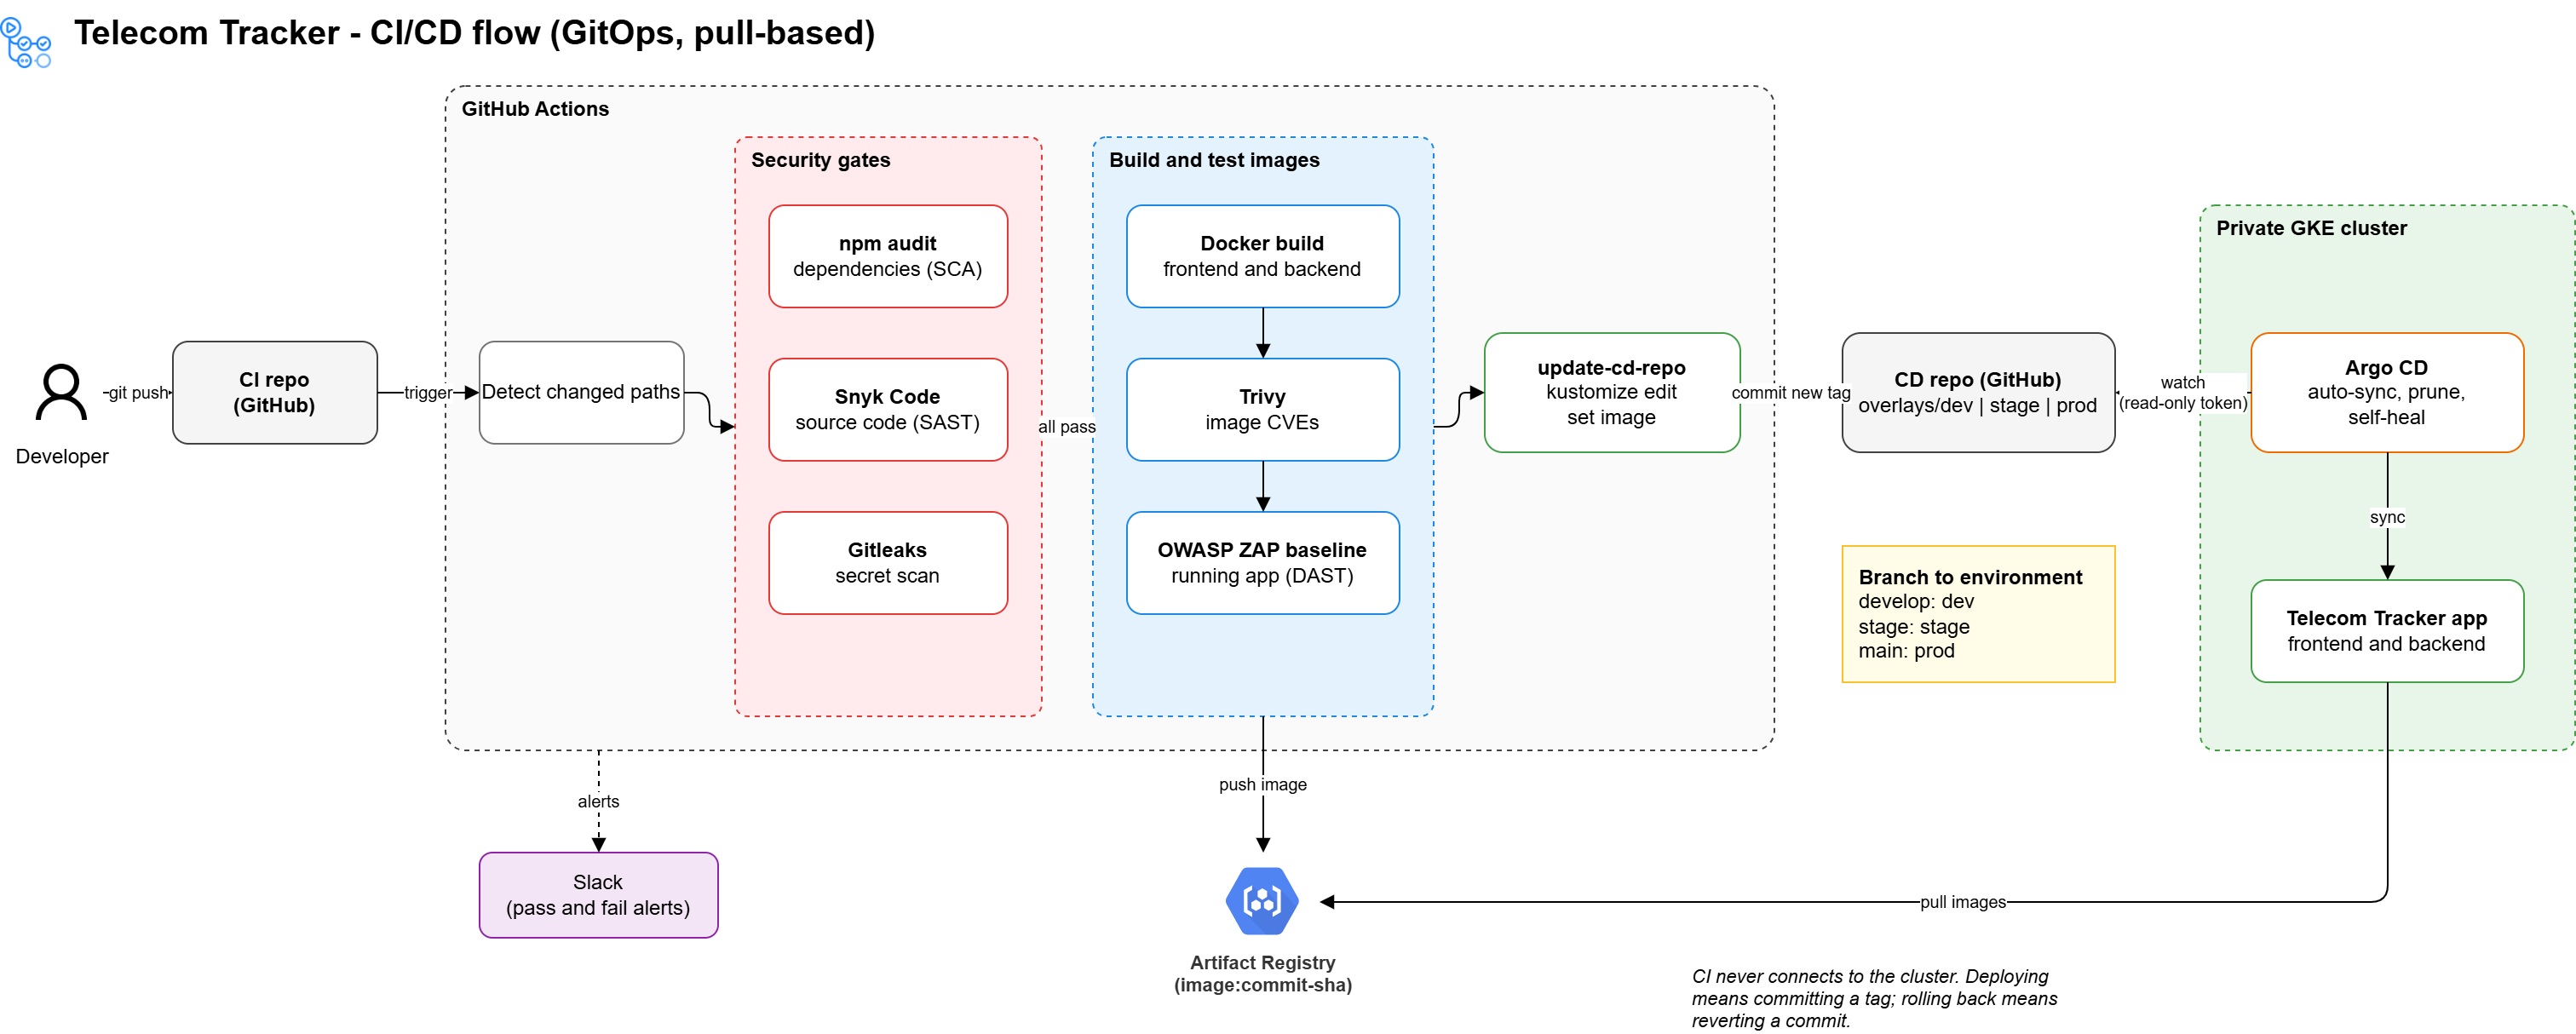 Telecom Tracker - CI/CD flow (GitOps, pull-based)
GitHub Actions
Security gates
npm audit
dependencies (SCA)
Snyk Code
source code (SAST)
Gitleaks
secret scan
Build and test images
Docker build
frontend and backend
Trivy
image CVEs
OWASP ZAP baseline
running app (DAST)
Developer
git push
CI repo
(GitHub)
trigger
Detect changed paths
all pass
update-cd-repo
kustomize edit
set image
commit new tag
CD repo (GitHub)
overlays/dev | stage | prod
watch
(read-only token)
Private GKE cluster
Argo CD
auto-sync, prune,
self-heal
sync
Telecom Tracker app
frontend and backend
Branch to environment
develop: dev
stage: stage
main: prod
alerts
Slack
(pass and fail alerts)
push image
Artifact Registry
(image:commit-sha)
pull images
CI never connects to the cluster. Deploying
means committing a tag; rolling back means
reverting a commit.